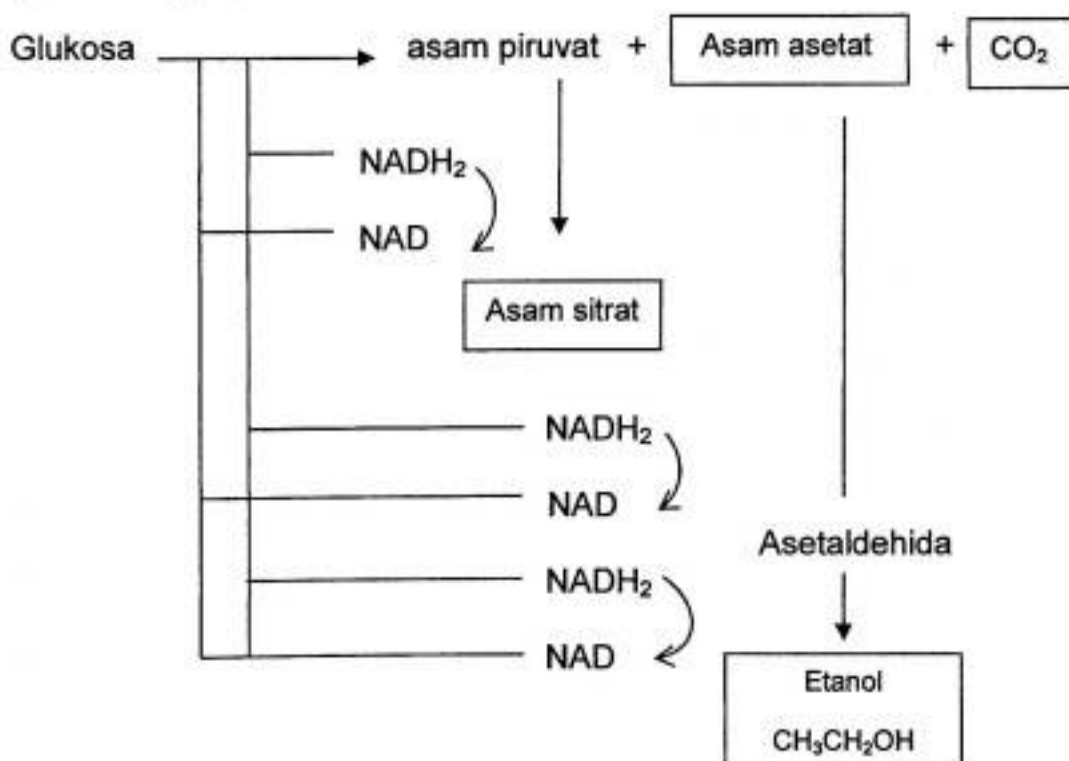 Glukosa asam piruvat + Asam asetat + CO₂
NADH₂
NAD
Asam sitrat
NADH₂
NAD
Asetaldehida
NADH₂
NAD
Etanol
CH₃CH₂OH